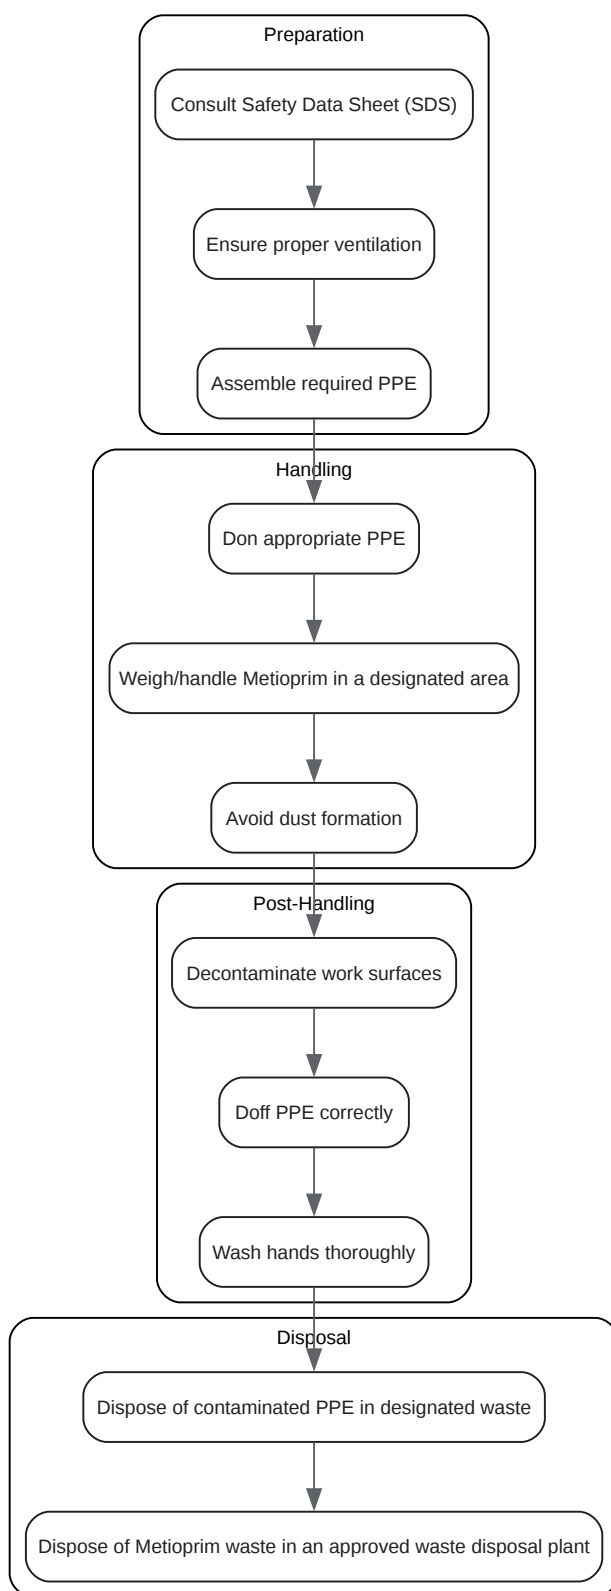 Preparation
Consult Safety Data Sheet (SDS)
Ensure proper ventilation
Assemble required PPE
Handling
Don appropriate PPE
Weigh/handle Metioprim in a designated area
Avoid dust formation
Post-Handling
Decontaminate work surfaces
Doff PPE correctly
Wash hands thoroughly
Disposal
Dispose of contaminated PPE in designated waste
Dispose of Metioprim waste in an approved waste disposal plant